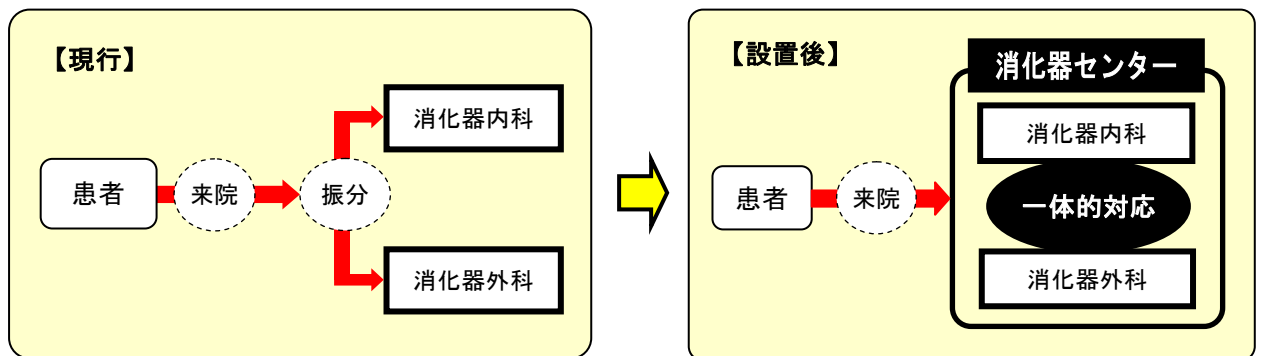 【現行】
患者
来院
振分
消化器内科
消化器外科
【設置後】
患者
来院
消化器センター
消化器内科
一体的対応
消化器外科